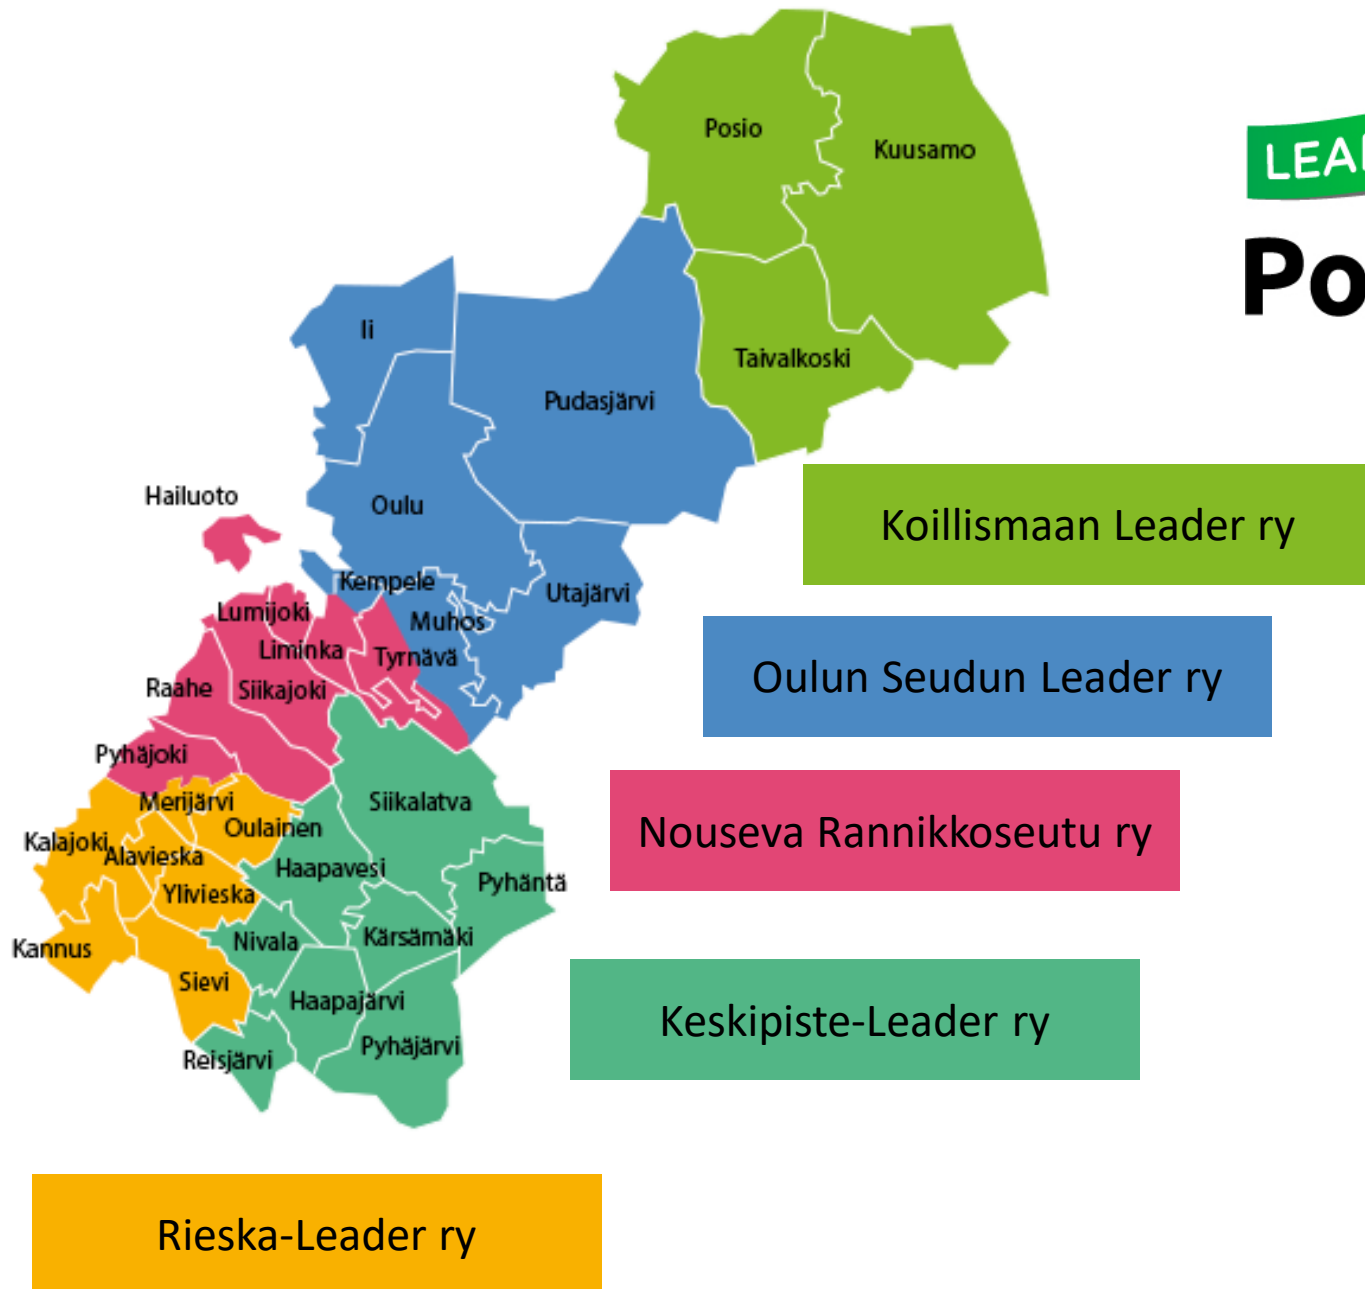 Posio
Kuusamo
Ii
Taivalkoski
Pudasjärvi
Hailuoto
Oulu
Kempele
Utajärvi
Lumijoki
Muhos
Liminka
Tyrnävä
Raahe
Siikajoki
Pyhäjoki
Merijärvi
Siikalatva
Kalajoki
Oulainen
Alavieska
Haapavesi
Pyhäntä
Ylivieska
Kannus
Nivala
Kärsämäki
Sievi
Haapajärvi
Reisjärvi
Pyhäjärvi
Koillismaan Leader ry
Oulun Seudun Leader ry
Nouseva Rannikkoseutu ry
Keskipiste-Leader ry
Rieska-Leader ry